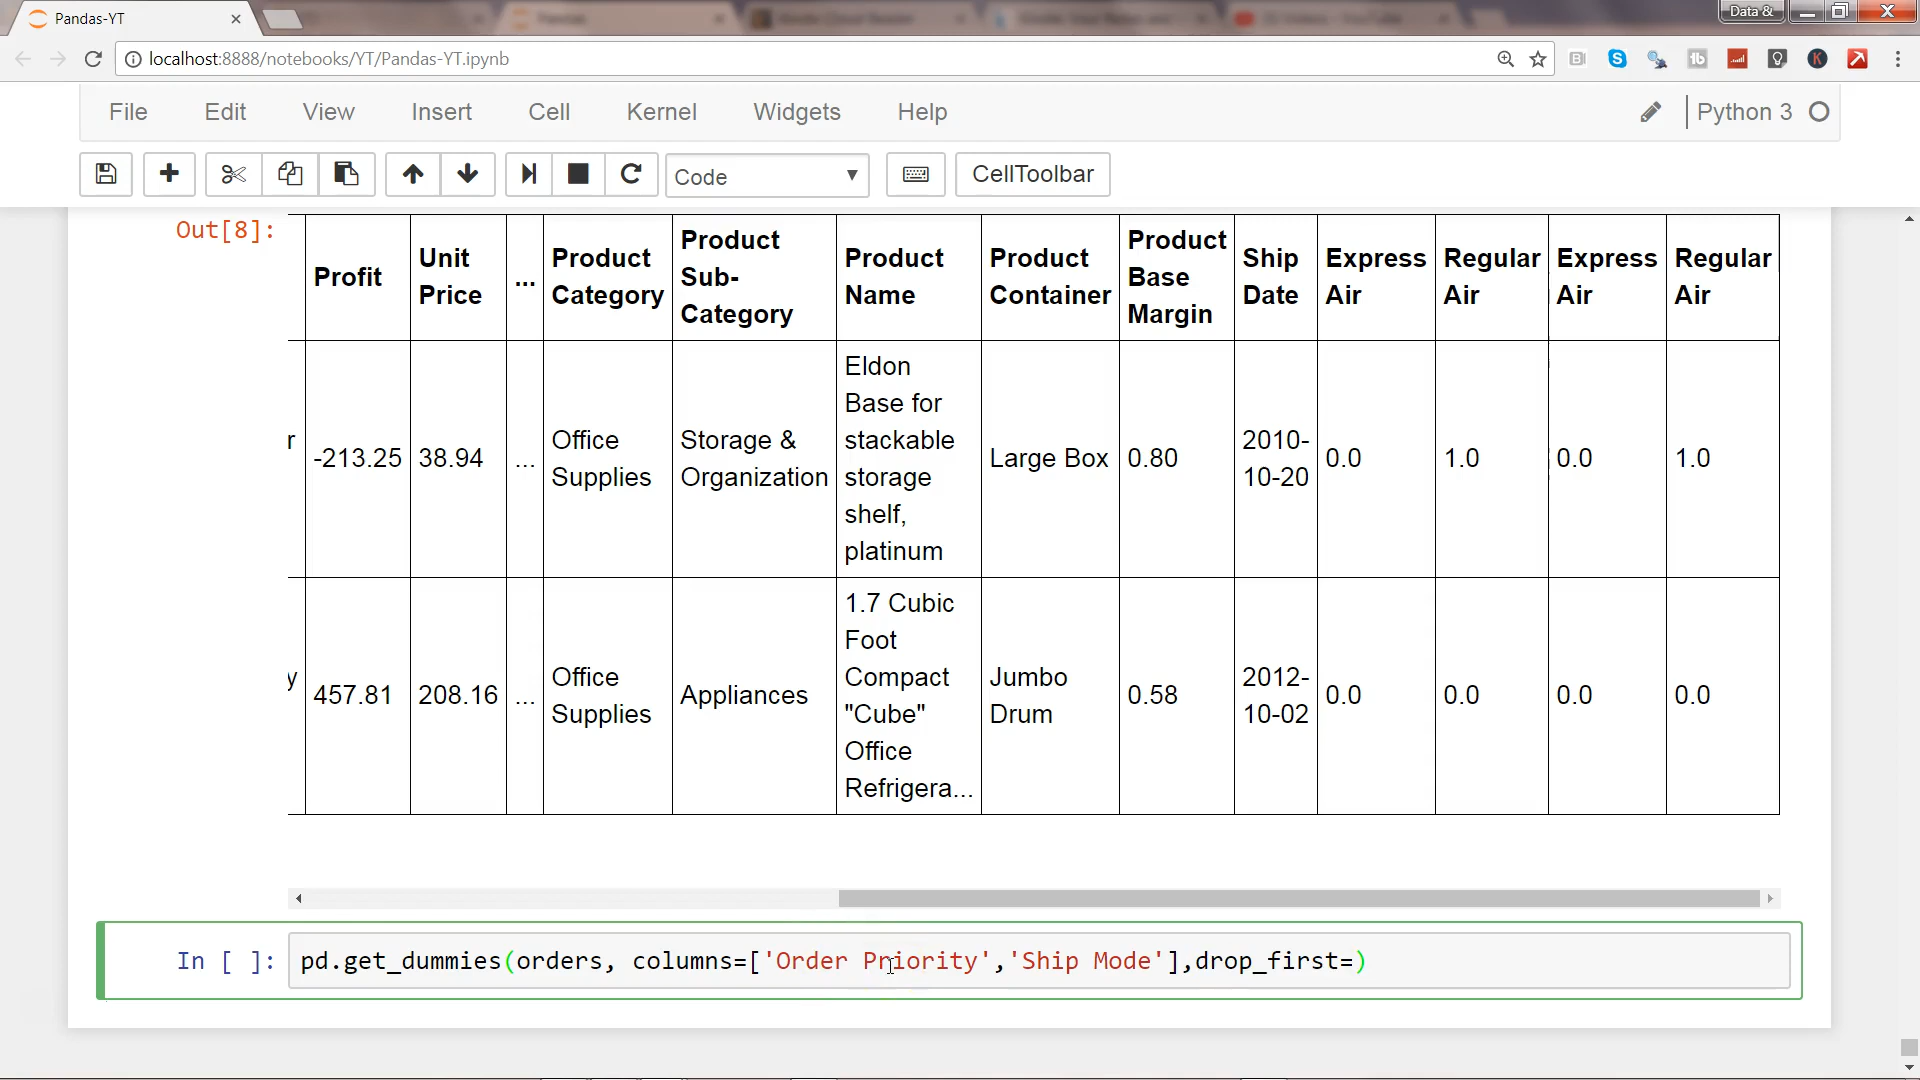 Pandas-YT
Data &
localhost:8888/notebooks/YT/Pandas-YT.ipynb
File Edit View Insert Cell Kernel Widgets Help
Python 3
Code
CellToolbar
Out[8]:
Profit
Unit
Price
...
Product
Category
Product
Sub-
Category
Product
Name
Product
Container
Product
Base
Margin
Ship
Date
Express
Air
Regular
Air
Express
Air
Regular
Air
r
-213.25
38.94
...
Office
Supplies
Storage &
Organization
Eldon
Base for
stackable
storage
shelf,
platinum
Large Box
0.80
2010-
10-20
0.0
1.0
0.0
1.0
y
457.81
208.16
...
Office
Supplies
Appliances
1.7 Cubic
Foot
Compact
"Cube"
Office
Refrigera...
Jumbo
Drum
0.58
2012-
10-02
0.0
0.0
0.0
0.0
In [ ]: pd.get_dummies(orders, columns=['Order Priority','Ship Mode'],drop_first=)